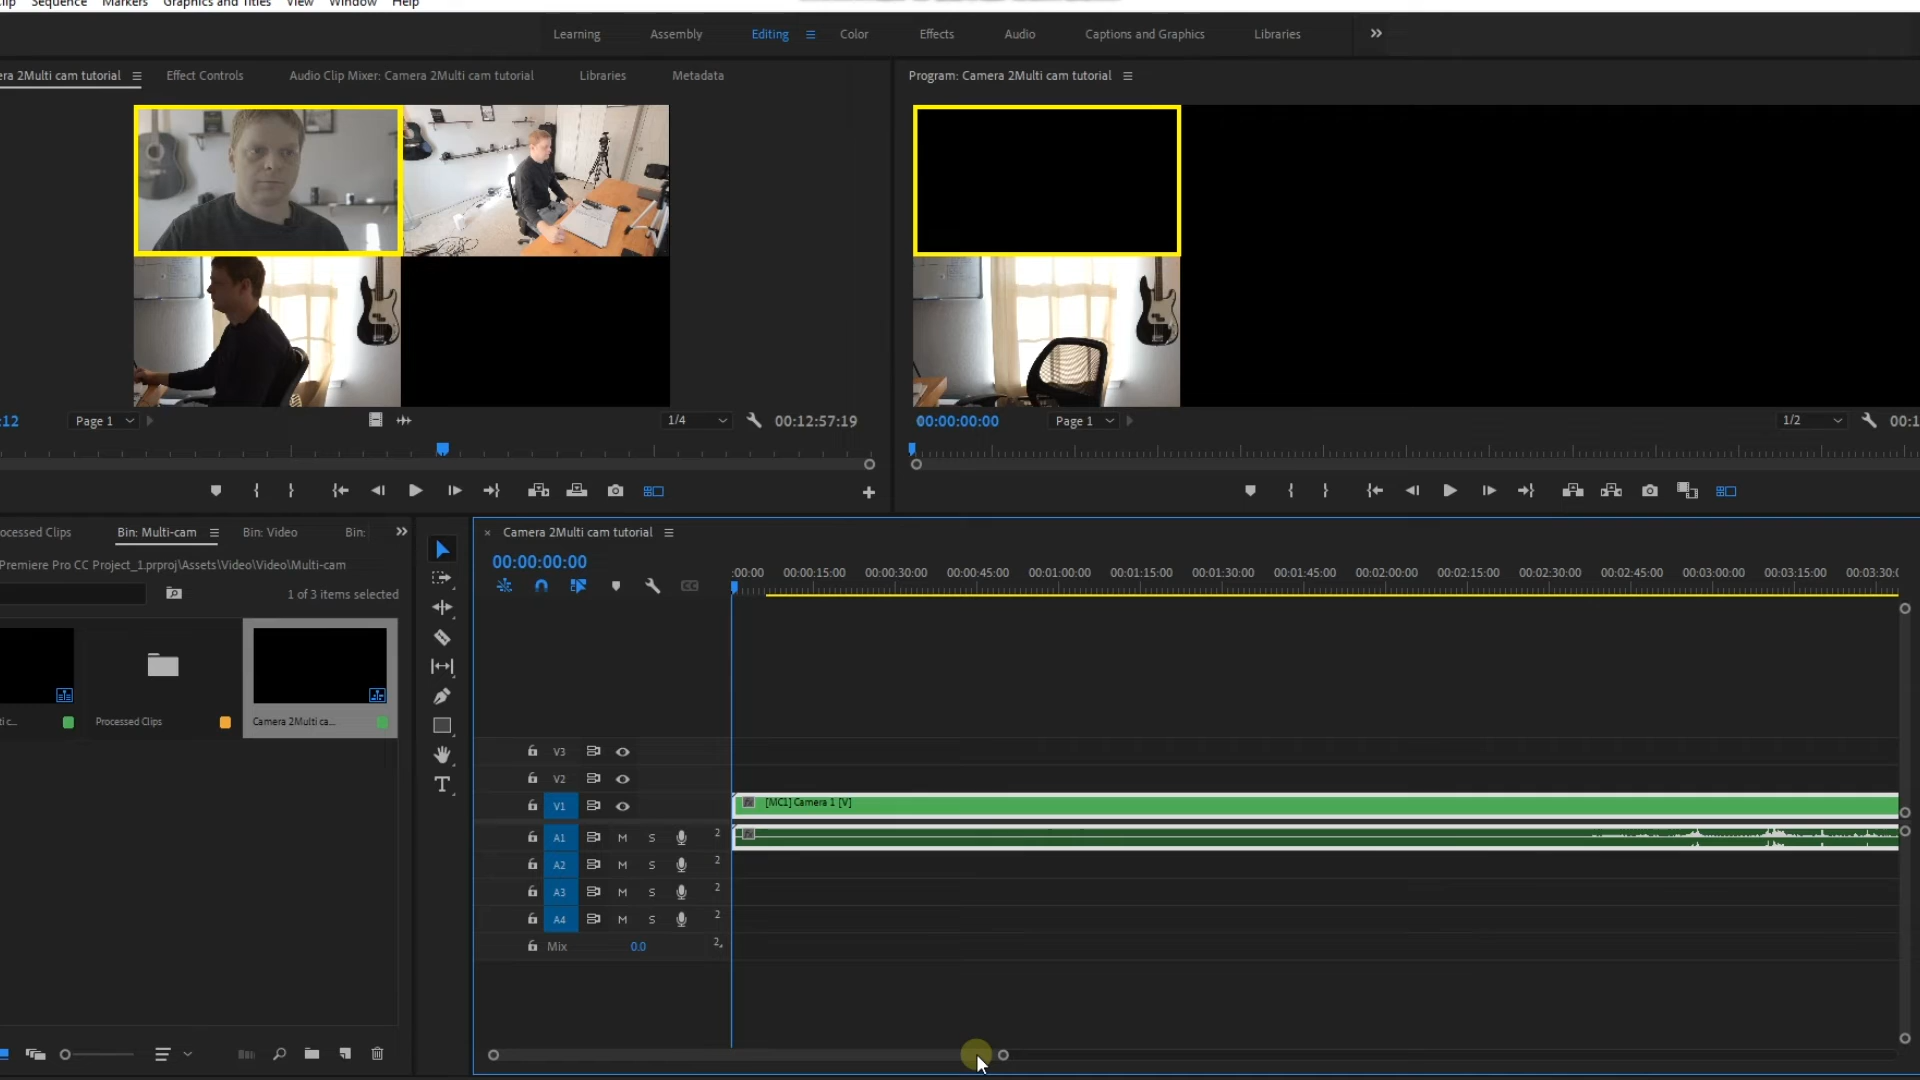 Clip Sequence Markers Graphics and Titles View Window Help
Learning Assembly Editing Color Effects Audio Captions and Graphics Libraries
ra 2Multi cam tutorial Effect Controls Audio Clip Mixer: Camera 2Multi cam tutorial Libraries Metadata
Program: Camera 2Multi cam tutorial
:12 Page 1 1/4 00:12:57:19
00:00:00:00 Page 1 1/2 00:1
ocessed Clips Bin: Multi-cam Bin: Video Bin:
Premiere Pro CC Project_1.prproj\Assets\Video\Video\Multi-cam
1 of 3 items selected
ti c... Processed Clips Camera 2Multi ca...
Camera 2Multi cam tutorial
00:00:00:00
:00:00 00:00:15:00 00:00:30:00 00:00:45:00 00:01:00:00 00:01:15:00 00:01:30:00 00:01:45:00 00:02:00:00 00:02:15:00 00:02:30:00 00:02:45:00 00:03:00:00 00:03:15:00 00:03:30:0
CC
T
V3
V2
V1 [MC1] Camera 1 [V]
fx
A1 M S 2
fx
A2 M S 2
A3 M S 2
A4 M S 2
Mix 0.0 2